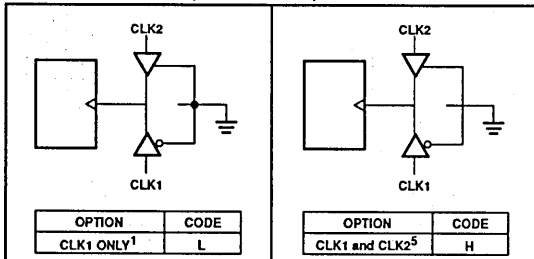 CLK2
CLK1
OPTION CODE
CLK1 ONLY1 L
CLK2
CLK1
OPTION CODE
CLK1 and CLK25 H